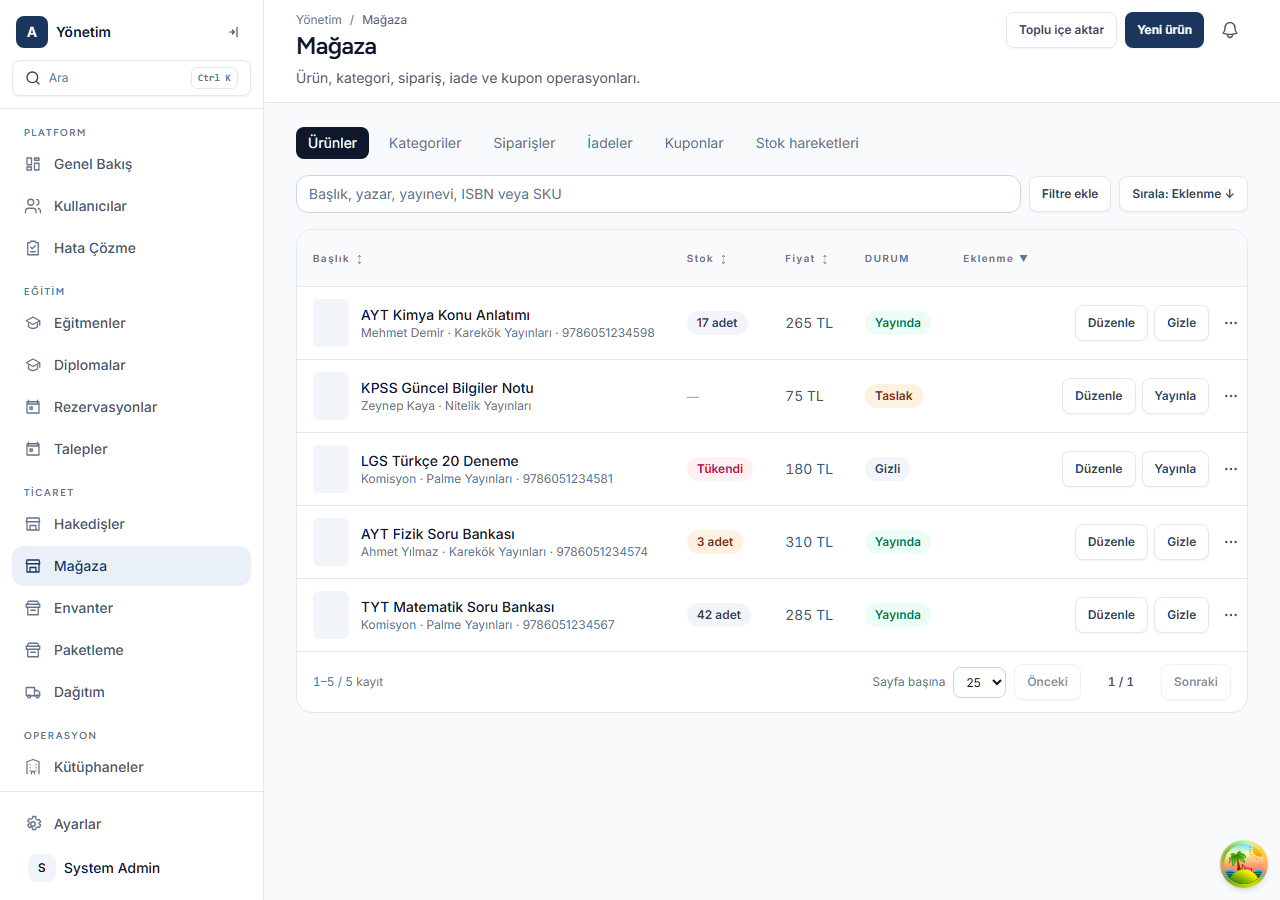 A Yönetim
Ara Ctrl K
PLATFORM
Genel Bakış
Kullanıcılar
Hata Çözme
EĞİTİM
Eğitmenler
Diplomalar
Rezervasyonlar
Talepler
TİCARET
Hakedişler
Mağaza
Envanter
Paketleme
Dağıtım
OPERASYON
Kütüphaneler
Ayarlar
S System Admin
Yönetim / Mağaza
Mağaza
Ürün, kategori, sipariş, iade ve kupon operasyonları.
Toplu içe aktar Yeni ürün
Ürünler Kategoriler Siparişler İadeler Kuponlar Stok hareketleri
Başlık, yazar, yayınevi, ISBN veya SKU Filtre ekle Sırala: Eklenme ↓
Başlık ↕ Stok ↕ Fiyat ↕ DURUM Eklenme ▼
AYT Kimya Konu Anlatımı
Mehmet Demir · Karekök Yayınları · 9786051234598
17 adet 265 TL Yayında Düzenle Gizle ···
KPSS Güncel Bilgiler Notu
Zeynep Kaya · Nitelik Yayınları
— 75 TL Taslak Düzenle Yayınla ···
LGS Türkçe 20 Deneme
Komisyon · Palme Yayınları · 9786051234581
Tükendi 180 TL Gizli Düzenle Yayınla ···
AYT Fizik Soru Bankası
Ahmet Yılmaz · Karekök Yayınları · 9786051234574
3 adet 310 TL Yayında Düzenle Gizle ···
TYT Matematik Soru Bankası
Komisyon · Palme Yayınları · 9786051234567
42 adet 285 TL Yayında Düzenle Gizle ···
1–5 / 5 kayıt Sayfa başına 25 Önceki 1 / 1 Sonraki